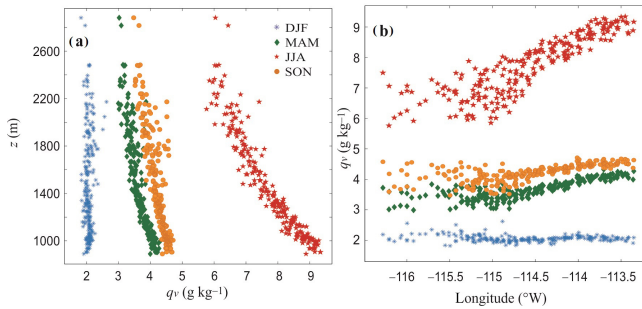 (a)
DJF
MAM
JJA
SON
2600
2200
1800
1400
1000
z (m)
2 3 4 5 6 7 8 9
qv (g kg−1)
(b)
9
8
7
6
5
4
3
2
qv (g kg−1)
−116 −115.5 −115 −114.5 −114 −113.5
Longitude (°W)